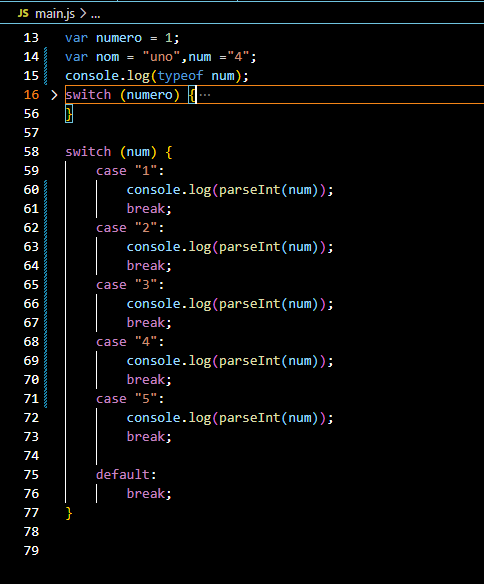 JS main.js > ...
13 var numero = 1;
14 var nom = "uno",num ="4";
15 console.log(typeof num);
16 > switch (numero) { ...
56 }
57
58 switch (num) {
59 case "1":
60 console.log(parseInt(num));
61 break;
62 case "2":
63 console.log(parseInt(num));
64 break;
65 case "3":
66 console.log(parseInt(num));
67 break;
68 case "4":
69 console.log(parseInt(num));
70 break;
71 case "5":
72 console.log(parseInt(num));
73 break;
74
75 default:
76 break;
77 }
78
79